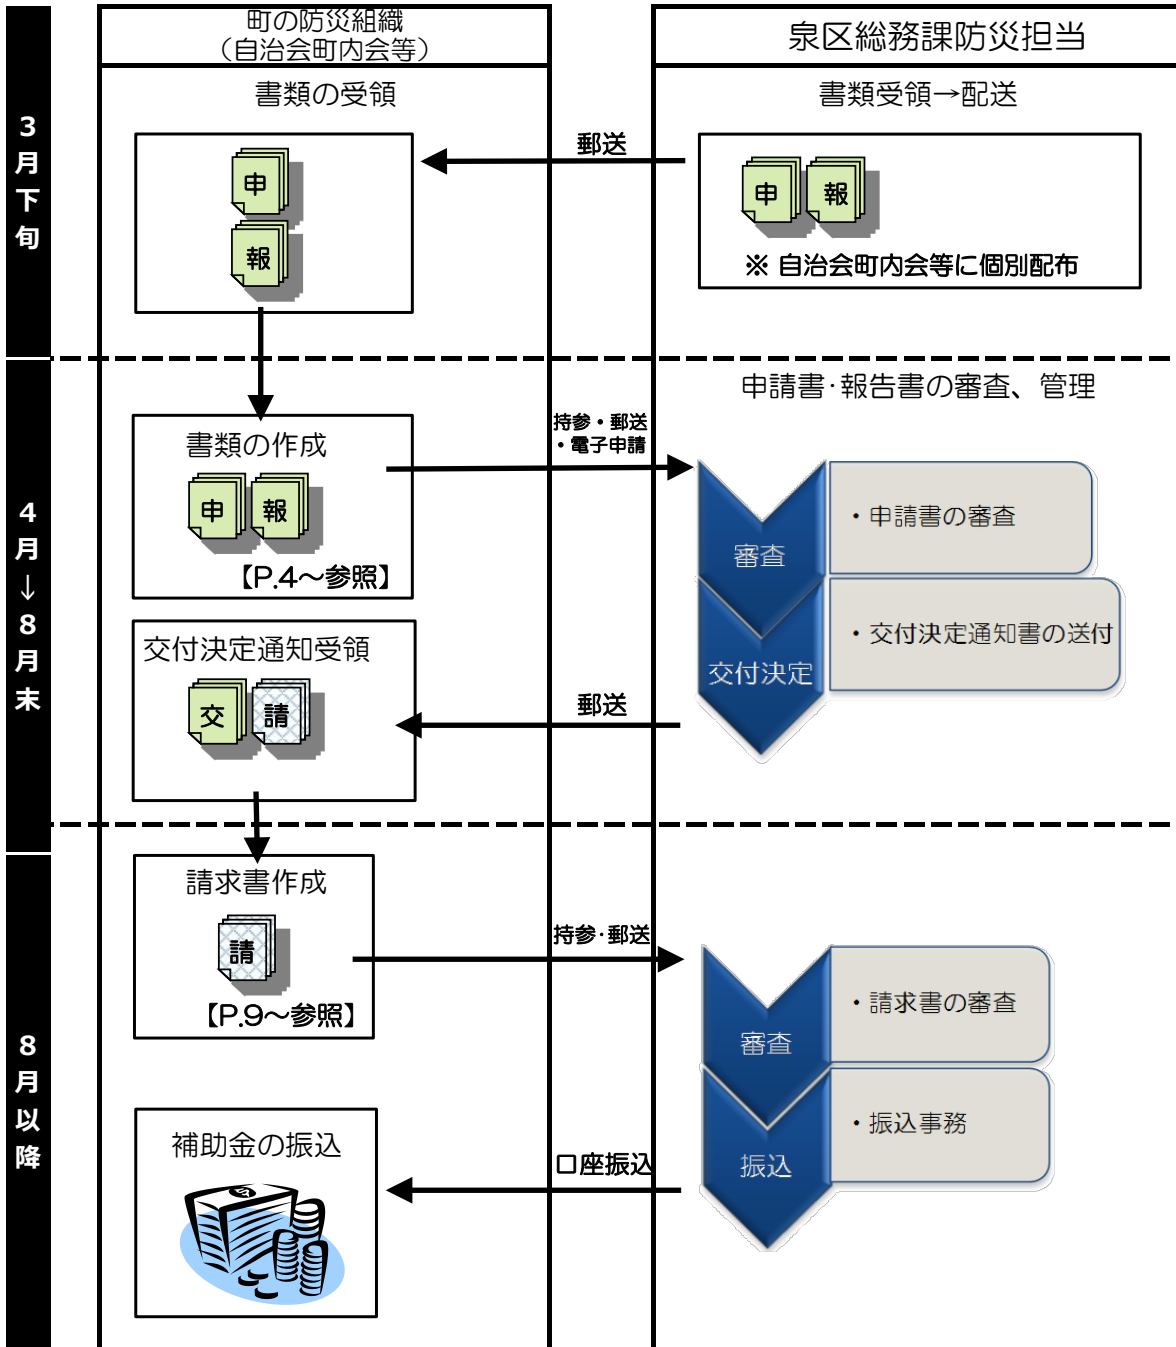 町の防災組織
（自治会町内会等）
泉区総務課防災担当
3月下旬
書類の受領
申
報
郵送
書類受領→配送
申
報
※ 自治会町内会等に個別配布
4月→8月末
書類の作成
申
報
【P.4～参照】
持参・郵送
・電子申請
申請書･報告書の審査、管理
審査
・申請書の審査
交付決定
・交付決定通知書の送付
郵送
交付決定通知受領
交
請
8月以降
請求書作成
請
【P.9～参照】
持参･郵送
審査
・請求書の審査
振込
・振込事務
口座振込
補助金の振込